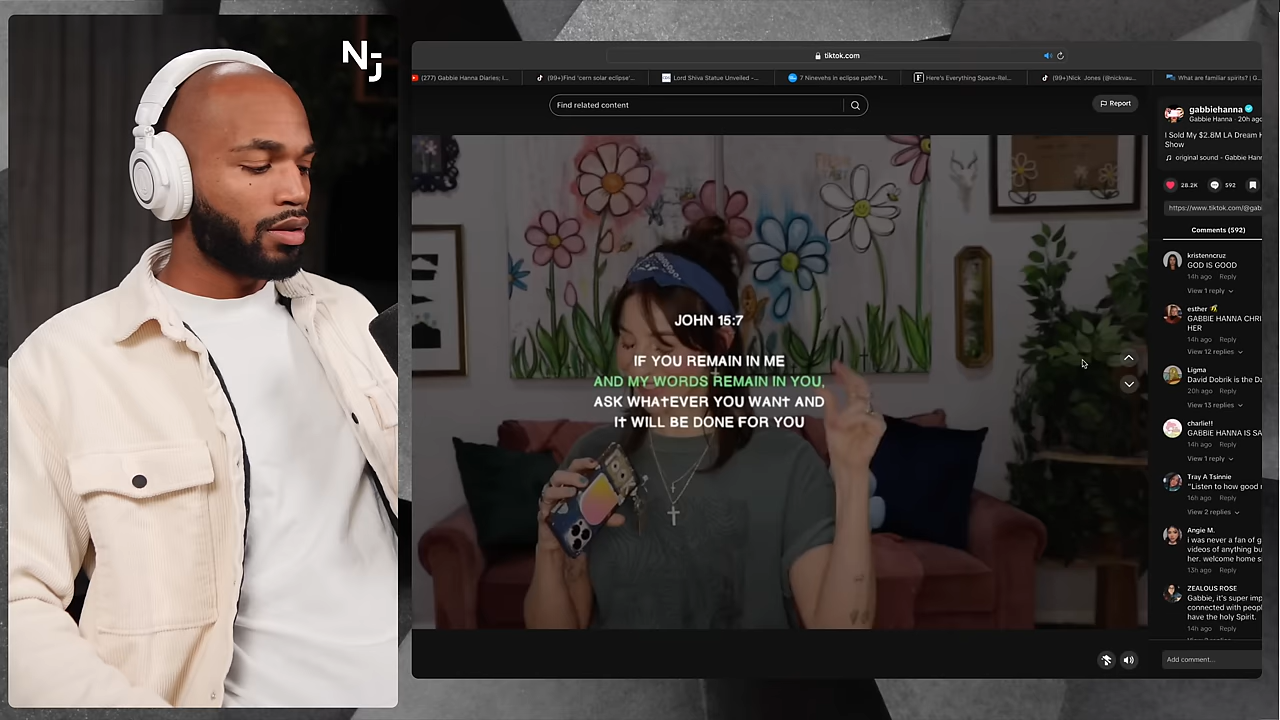 NJ
tiktok.com
(277) Gabbie Hanna Diaries; I...
(99+)Find 'cern solar eclipse'...
Lord Shiva Statue Unveiled –...
7 Ninevehs in eclipse path? N...
Here's Everything Space-Rel...
(99+)Nick Jones (@nickvau...
What are familiar spirits? | G...
Find related content
Report
gabbiehanna
Gabbie Hanna · 20h ago
I Sold My $2.8M LA Dream H
Show
original sound - Gabbie Hann
28.2K
592
https://www.tiktok.com/@gab
Comments (592)
JOHN 15:7
IF YOU REMAIN IN ME
AND MY WORDS REMAIN IN YOU,
ASK WHATEVER YOU WANT AND
IT WILL BE DONE FOR YOU
kristenncruz
GOD IS GOOD
14h ago Reply
View 1 reply
esther
GABBIE HANNA CHRI
HER
14h ago Reply
View 12 replies
Ligma
David Dobrik is the Da
20h ago Reply
View 13 replies
charlie!!
GABBIE HANNA IS SA
14h ago Reply
View 1 reply
Tray A Tsinnie
"Listen to how good
16h ago Reply
View 2 replies
Angie M.
i was never a fan of g
videos of anything bu
her. welcome home s
13h ago Reply
ZEALOUS ROSE
Gabbie, it's super imp
connected with peopl
have the holy Spirit.
14h ago Reply
Add comment...